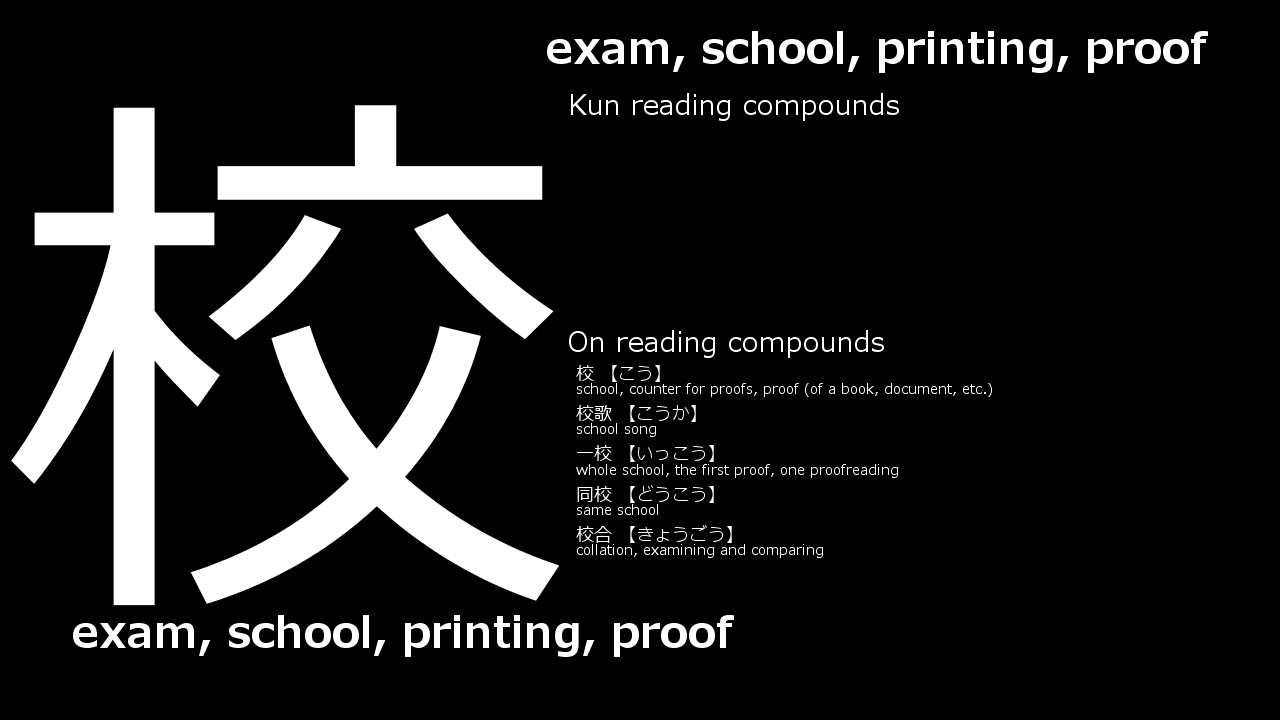 exam, school, printing, proof
Kun reading compounds
校
On reading compounds
校 【こう】
school, counter for proofs, proof (of a book, document, etc.)
校歌 【こうか】
school song
一校 【いっこう】
whole school, the first proof, one proofreading
同校 【どうこう】
same school
校合 【きょうごう】
collation, examining and comparing
exam, school, printing, proof